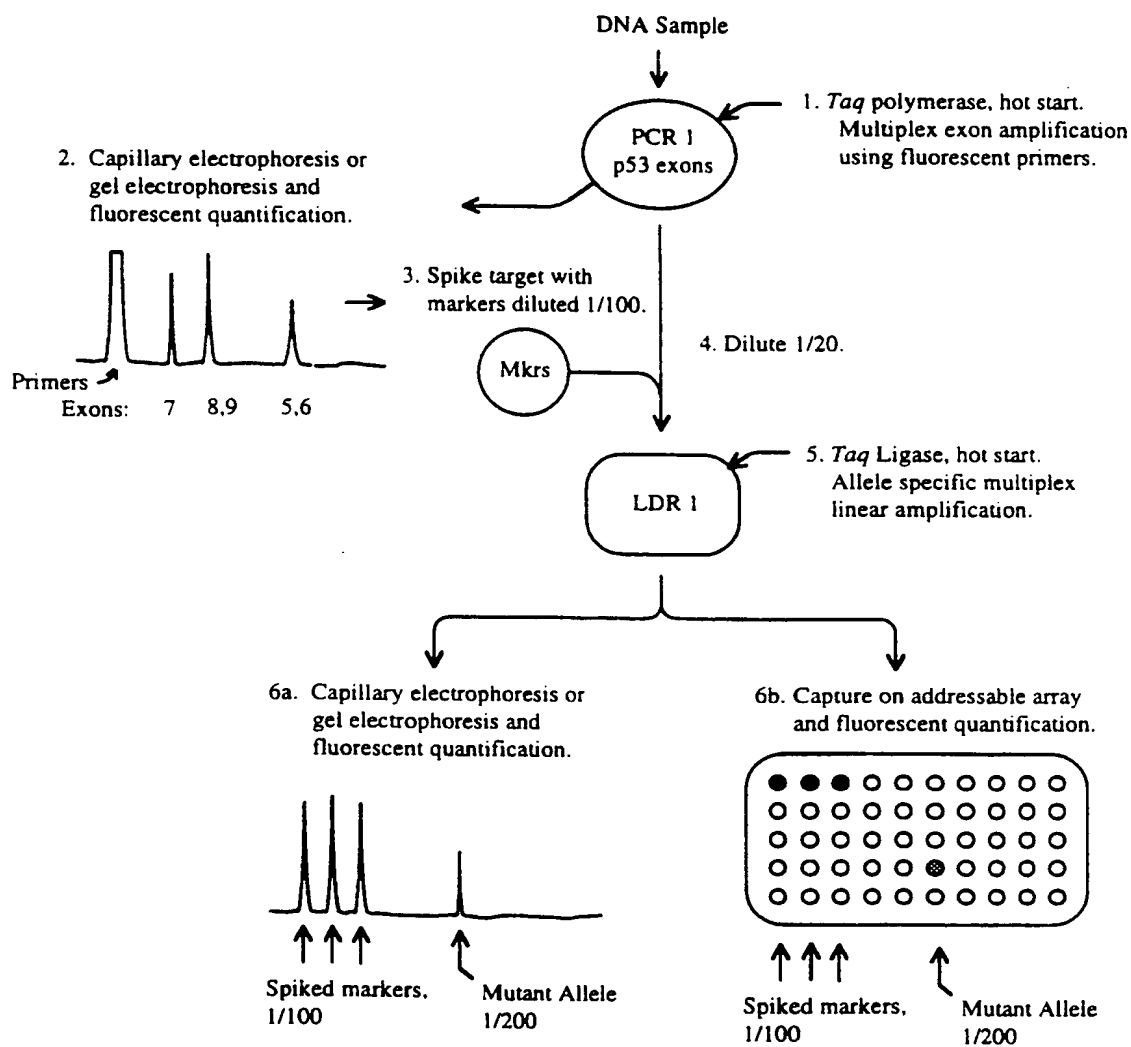 DNA Sample
PCR 1
p53 exons
1. Taq polymerase, hot start.
Multiplex exon amplification
using fluorescent primers.
2. Capillary electrophoresis or
gel electrophoresis and
fluorescent quantification.
Primers
Exons: 7 8,9 5,6
3. Spike target with
markers diluted 1/100.
Mkrs
4. Dilute 1/20.
LDR 1
5. Taq Ligase, hot start.
Allele specific multiplex
linear amplification.
6a. Capillary electrophoresis or
gel electrophoresis and
fluorescent quantification.
Spiked markers,
1/100
Mutant Allele
1/200
6b. Capture on addressable array
and fluorescent quantification.
Spiked markers,
1/100
Mutant Allele
1/200